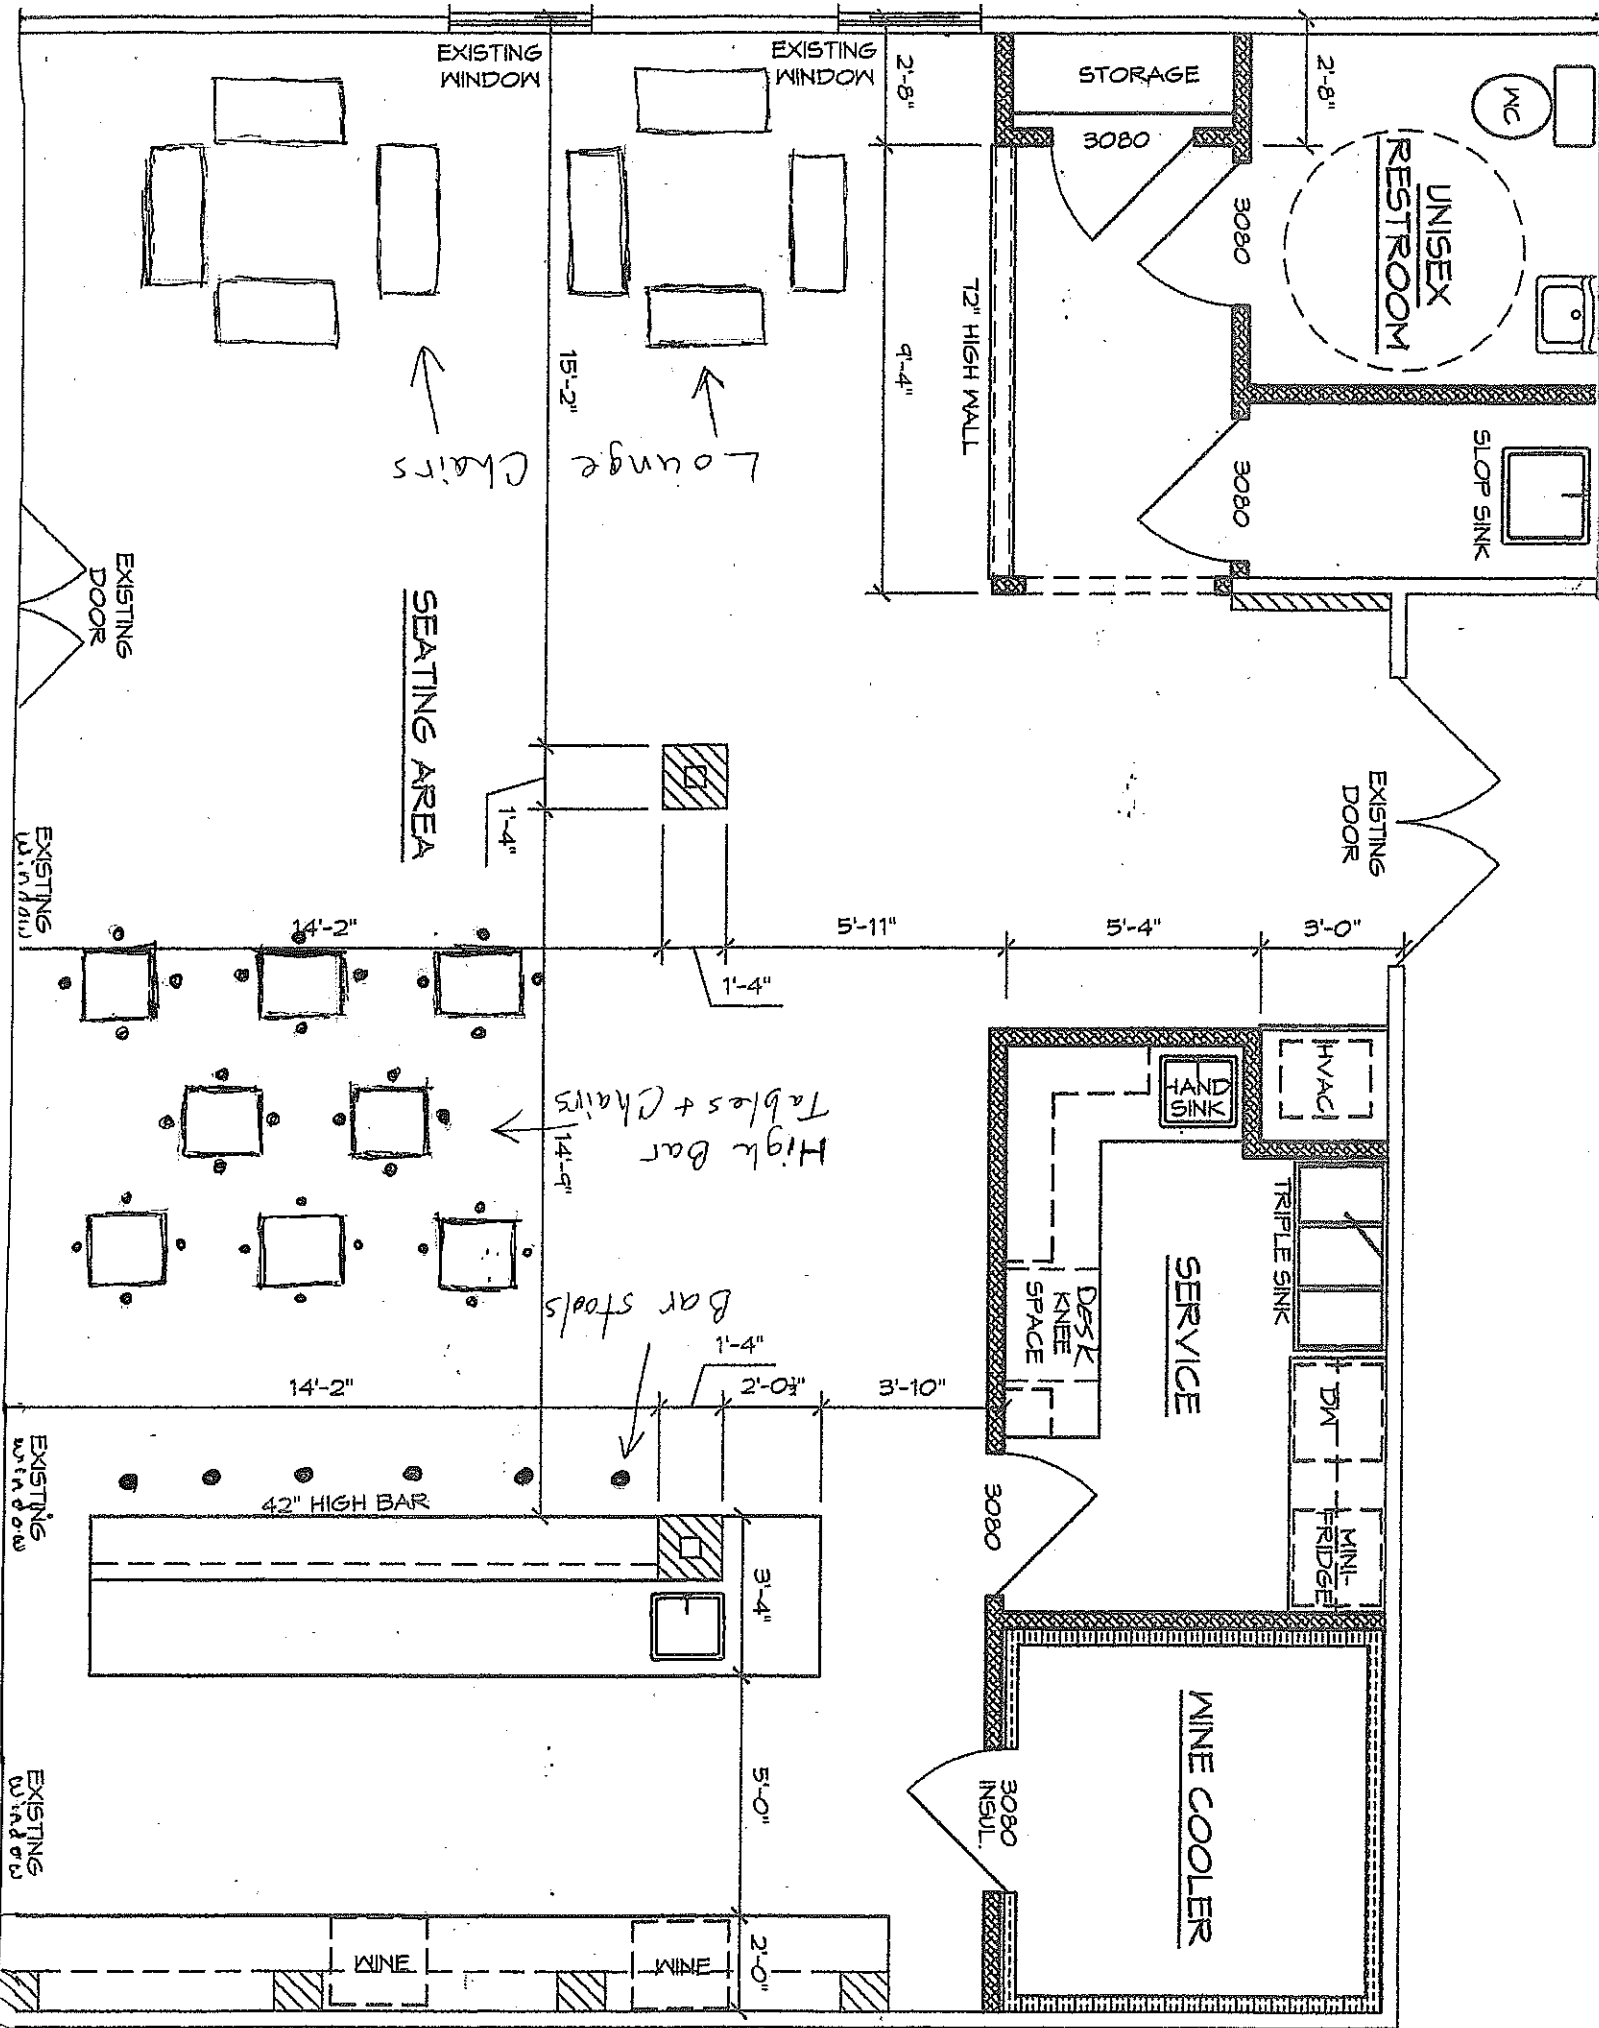 EXISTING
WINDOW
EXISTING
WINDOW
2'-8"
STORAGE
3080
2'-8"
WC
UNISEX
RESTROOM
3080
72" HIGH WALL
9'-4"
15'-2"
Lounge
Chairs
3080
SLOP SINK
EXISTING
DOOR
SEATING AREA
1'-4"
EXISTING
DOOR
EXISTING
window
14'-2"
1'-4"
5'-11"
5'-4"
3'-0"
HVAC
HAND
SINK
High Bar
Tables + Chairs
14'-9"
TRIPLE SINK
SERVICE
DESK
KNEE
SPACE
Bar stools
1'-4"
14'-2"
2'-0½"
3'-10"
DW
MINI-
FRIDGE
EXISTING
window
42" HIGH BAR
3080
3'-4"
WINE COOLER
3080
INSUL.
5'-0"
EXISTING
window
WINE
WINE
2'-0"